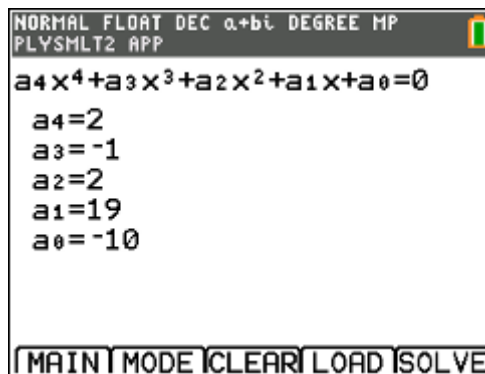 NORMAL FLOAT DEC a+bi DEGREE MP
PLYSMLT2 APP
a₄x⁴+a₃x³+a₂x²+a₁x+a₀=0
a₄=2
a₃=⁻1
a₂=2
a₁=19
a₀=⁻10
MAIN MODE CLEAR LOAD SOLVE